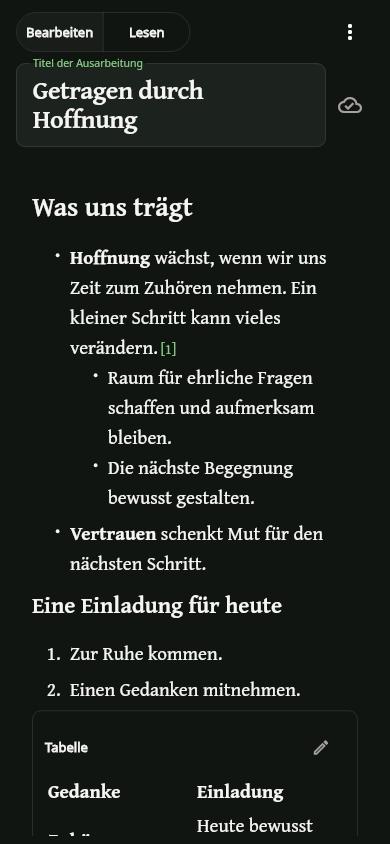 Bearbeiten Lesen
Titel der Ausarbeitung
Getragen durch
Hoffnung
Was uns trägt
• Hoffnung wächst, wenn wir uns
Zeit zum Zuhören nehmen. Ein
kleiner Schritt kann vieles
verändern. [1]
• Raum für ehrliche Fragen
schaffen und aufmerksam
bleiben.
• Die nächste Begegnung
bewusst gestalten.
• Vertrauen schenkt Mut für den
nächsten Schritt.
Eine Einladung für heute
1. Zur Ruhe kommen.
2. Einen Gedanken mitnehmen.
Tabelle
Gedanke Einladung
Heute bewusst